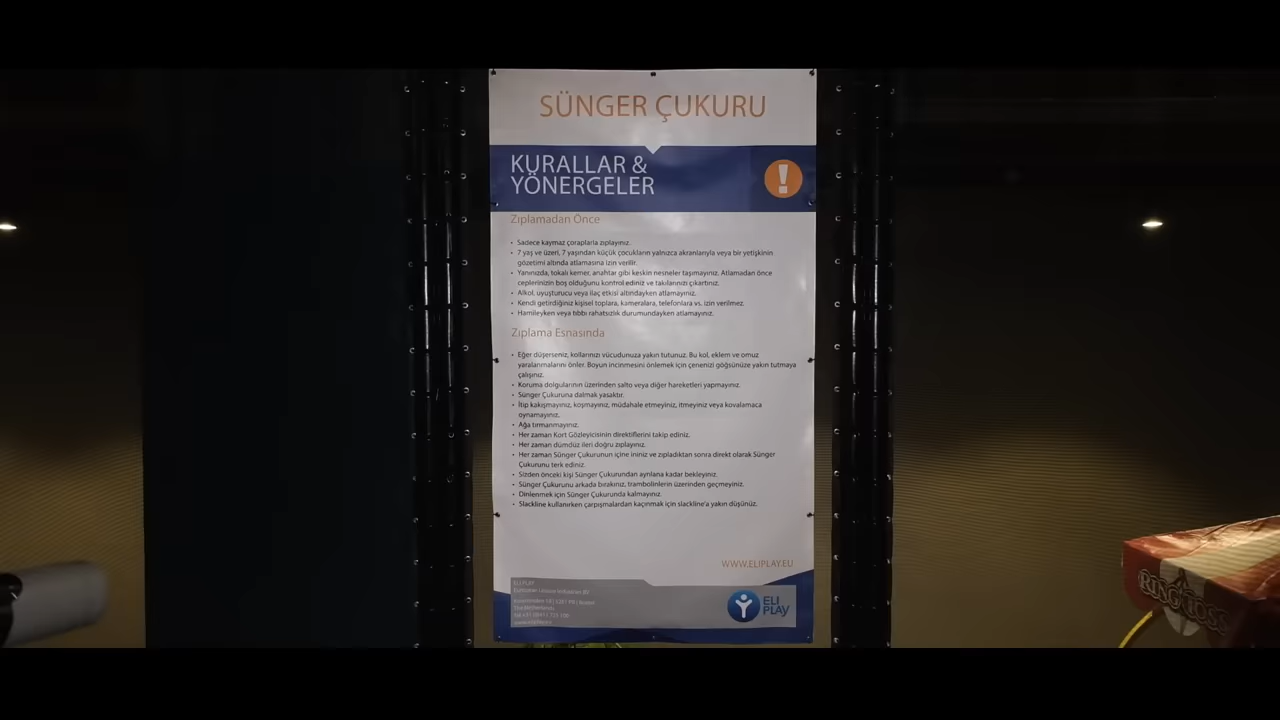 SÜNGER ÇUKURU
KURALLAR &
YÖNERGELER
Zıplamadan Önce
• Sadece kaymaz çoraplarla zıplayınız.
• 7 yaş ve üzeri, 7 yaşından küçük çocukların yalnızca akranlarıyla veya bir yetişkinin
gözetimi altında atlamasına izin verilir.
• Yanınızda, tokalı kemer, anahtar gibi keskin nesneler taşımayınız. Atlamadan önce
ceplerinizin boş olduğunu kontrol ediniz ve takılarınızı çıkartınız.
• Alkol, uyuşturucu veya ilaç etkisi altındayken atlamayınız.
• Kendi getirdiğiniz kişisel toplara, kameralara, telefonlara vs. izin verilmez.
• Hamileyken veya tıbbı rahatsızlık durumundayken atlamayınız.
Zıplama Esnasında
• Eğer düşerseniz, kollarınızı vücudunuza yakın tutunuz. Bu kol, eklem ve omuz
yaralanmalarını önler. Boyun incinmesini önlemek için çenenizi göğsünüze yakın tutmaya
çalışınız.
• Koruma dolgularının üzerinden salto veya diğer hareketleri yapmayınız.
• Sünger Çukuruna dalmak yasaktır.
• İtip kakışmayınız, koşmayınız, müdahale etmeyiniz, itmeyiniz veya kovalamaca
oynamayınız.
• Ağa tırmanmayınız.
• Her zaman Kort Gözleyicisinin direktiflerini takip ediniz.
• Her zaman dümdüz ileri doğru zıplayınız.
• Her zaman Sünger Çukurunun içine ininiz ve zıpladıktan sonra direkt olarak Sünger
Çukurunu terk ediniz.
• Sizden önceki kişi Sünger Çukurundan ayrılana kadar bekleyiniz.
• Sünger Çukurunu arkada bırakınız, trambolinlerin üzerinden geçmeyiniz.
• Dinlenmek için Sünger Çukurunda kalmayınız.
• Slackline kullanırken çarpışmalardan kaçınmak için slackline'a yakın düşünüz.
WWW.ELIPLAY.EU
ELI PLAY
The Netherlands
ELI
PLAY
RING TOSS